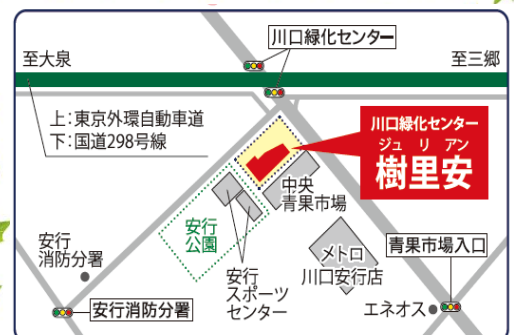 川口緑化センター
至大泉
至三郷
上:東京外環自動車道
下:国道298号線
川口緑化センター
ジュリアン
樹里安
中央
青果市場
安行
公園
安行
消防分署
安行
スポーツ
センター
メトロ
川口安行店
青果市場入口
安行消防分署
エネオス